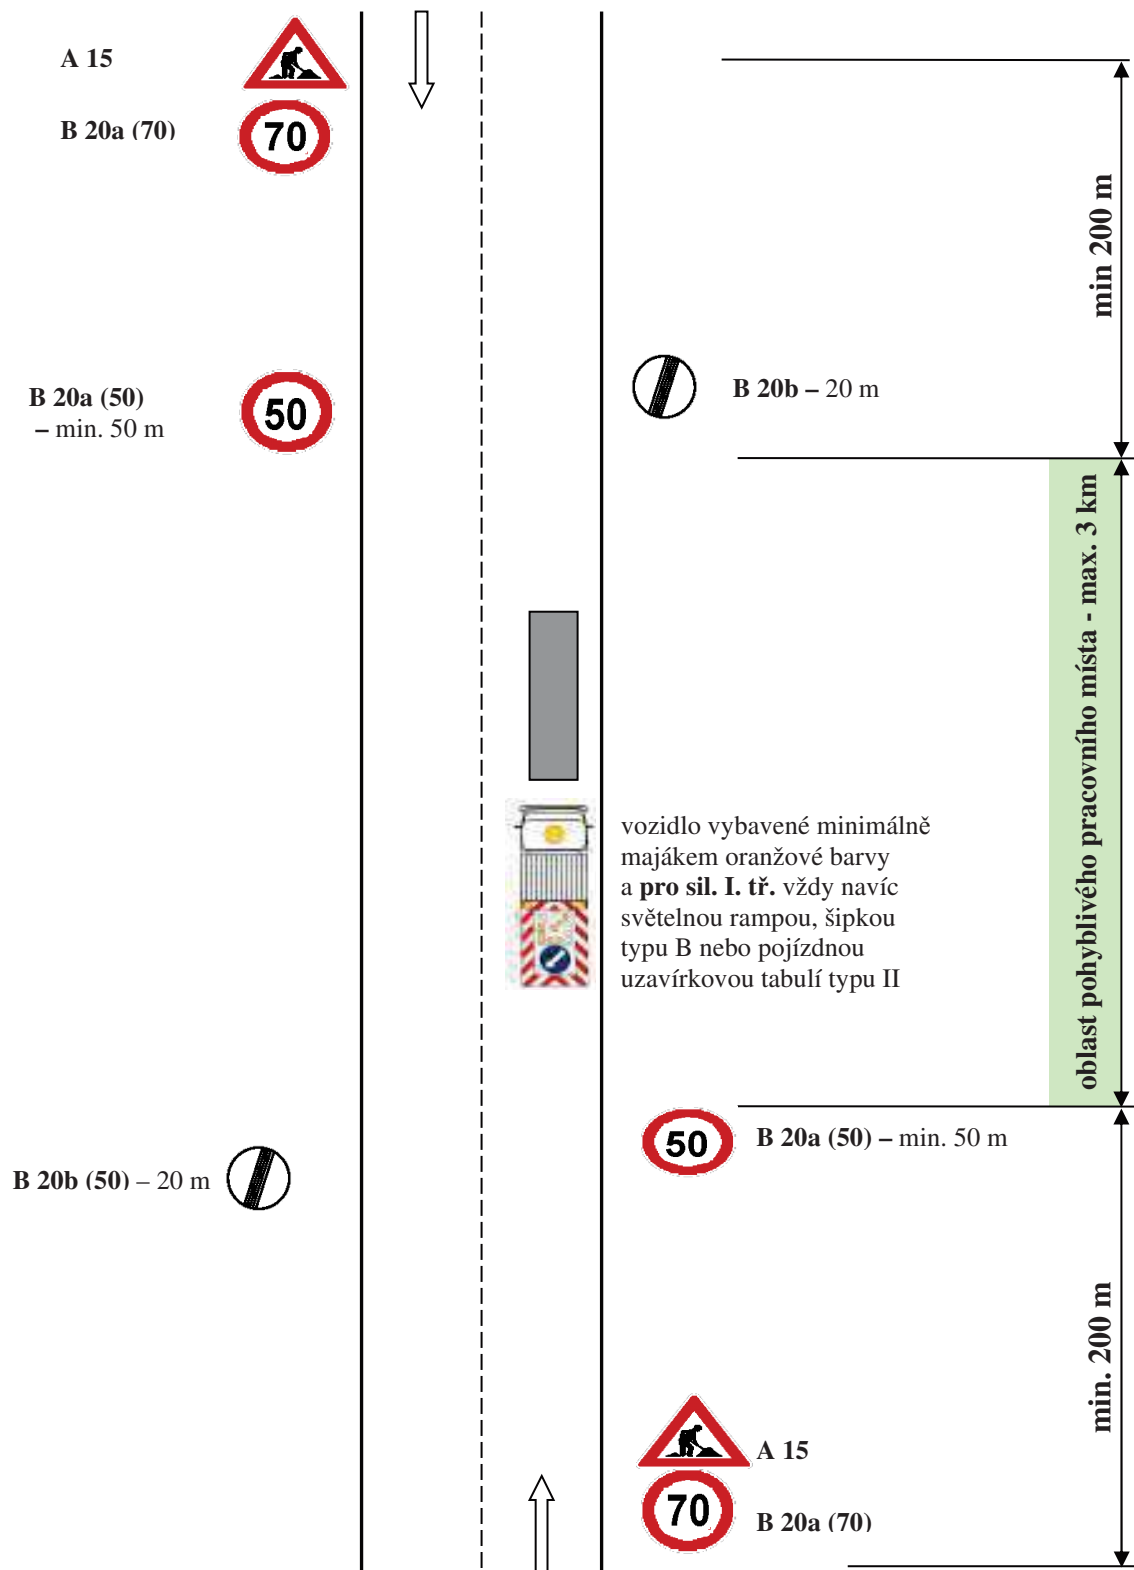 A 15
B 20a (70)
70
min 200 m
B 20a (50)
– min. 50 m
50
B 20b – 20 m
oblast pohyblivého pracovního místa - max. 3 km
vozidlo vybavené minimálně
majákem oranžové barvy
a pro sil. I. tř. vždy navíc
světelnou rampou, šipkou
typu B nebo pojízdnou
uzavírkovou tabulí typu II
50
B 20a (50) – min. 50 m
B 20b (50) – 20 m
min. 200 m
A 15
70
B 20a (70)